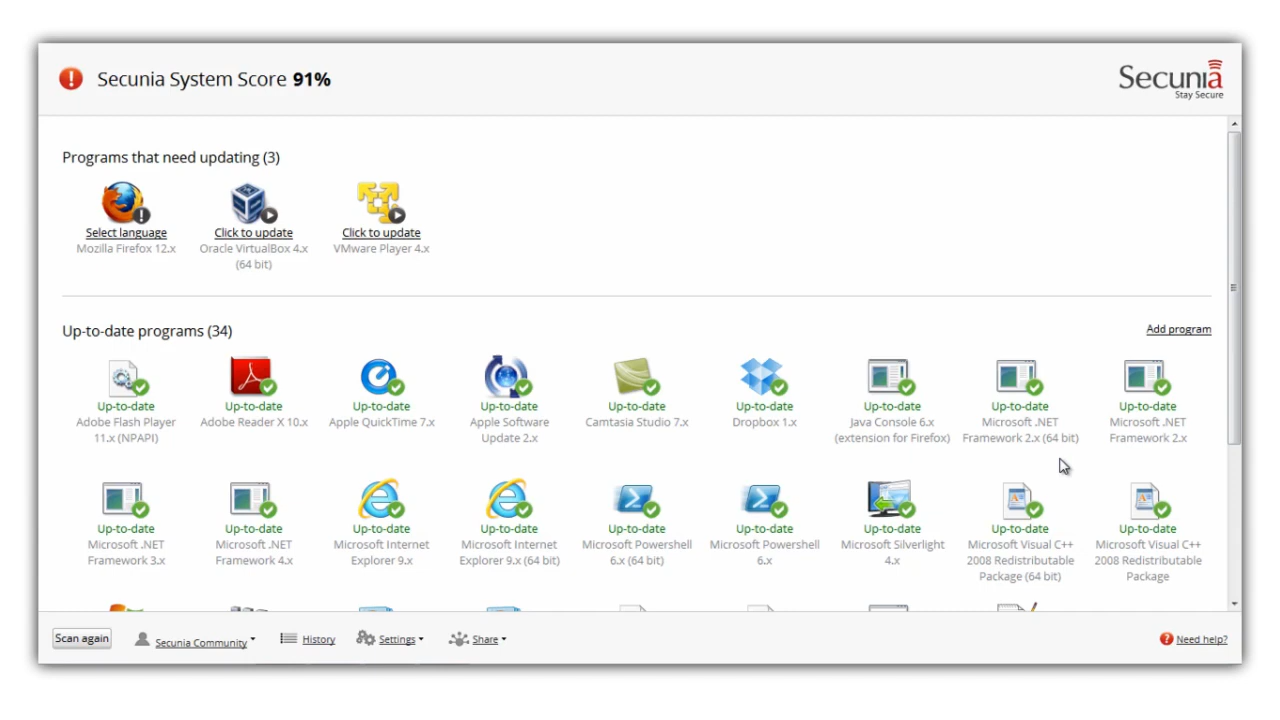 Secunia System Score 91%
Secunia
Stay Secure
Programs that need updating (3)
Select language
Mozilla Firefox 12.x
Click to update
Oracle VirtualBox 4.x
(64 bit)
Click to update
VMware Player 4.x
Up-to-date programs (34)
Add program
Up-to-date
Adobe Flash Player
11.x (NPAPI)
Up-to-date
Adobe Reader X 10.x
Up-to-date
Apple QuickTime 7.x
Up-to-date
Apple Software
Update 2.x
Up-to-date
Camtasia Studio 7.x
Up-to-date
Dropbox 1.x
Up-to-date
Java Console 6.x
(extension for Firefox)
Up-to-date
Microsoft .NET
Framework 2.x (64 bit)
Up-to-date
Microsoft .NET
Framework 2.x
Up-to-date
Microsoft .NET
Framework 3.x
Up-to-date
Microsoft .NET
Framework 4.x
Up-to-date
Microsoft Internet
Explorer 9.x
Up-to-date
Microsoft Internet
Explorer 9.x (64 bit)
Up-to-date
Microsoft Powershell
6.x (64 bit)
Up-to-date
Microsoft Powershell
6.x
Up-to-date
Microsoft Silverlight
4.x
Up-to-date
Microsoft Visual C++
2008 Redistributable
Package (64 bit)
Up-to-date
Microsoft Visual C++
2008 Redistributable
Package
Scan again
Secunia Community
History
Settings
Share
Need help?